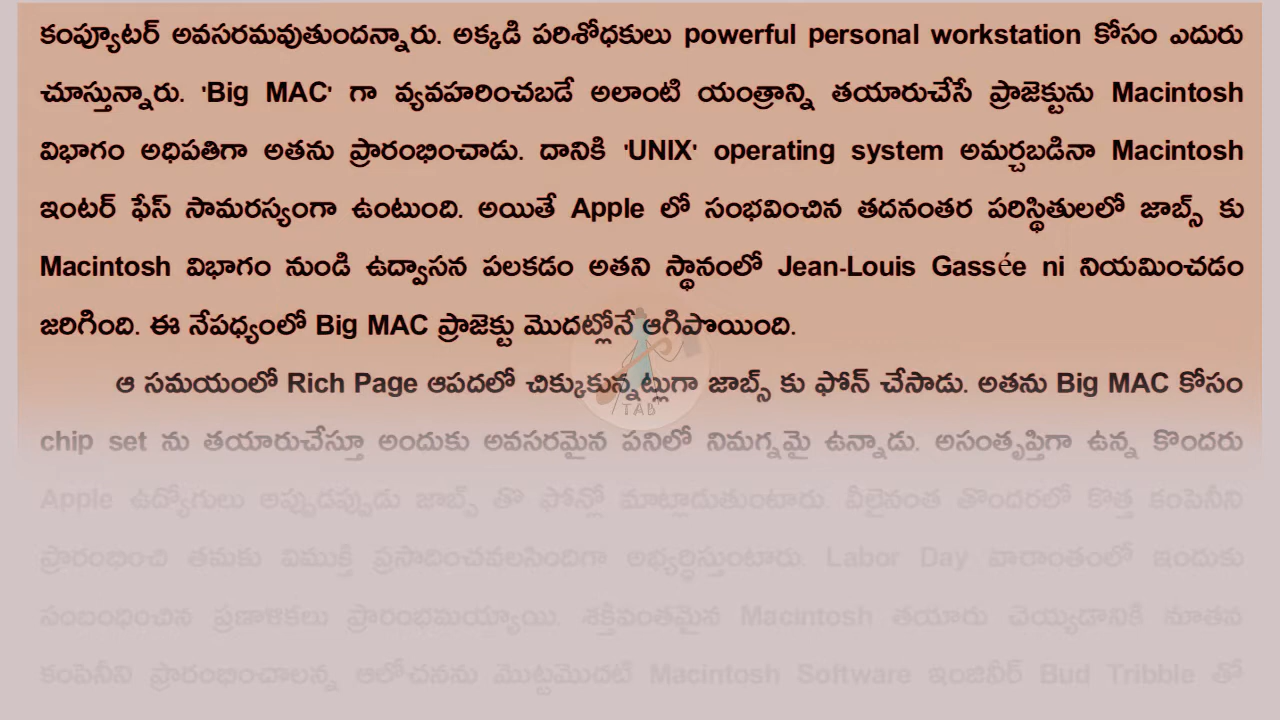 కంప్యూటర్ అవసరమవుతుందన్నారు. అక్కడి పరిశోధకులు powerful personal workstation కోసం ఎదురు
చూస్తున్నారు. 'Big MAC' గా వ్యవహరించబడే అలాంటి యంత్రాన్ని తయారుచేసే ప్రాజెక్టును Macintosh
విభాగం అధిపతిగా అతను ప్రారంభించాడు. దానికి 'UNIX' operating system అమర్చబడినా Macintosh
ఇంటర్ ఫేస్ సామరస్యంగా ఉంటుంది. అయితే Apple లో సంభవించిన తదనంతర పరిస్థితులలో జాబ్స్ కు
Macintosh విభాగం నుండి ఉద్వాసన పలకడం అతని స్థానంలో Jean-Louis Gassée ni నియమించడం
జరిగింది. ఈ నేపధ్యంలో Big MAC ప్రాజెక్టు మొదట్లోనే ఆగిపొయింది.
ఆ సమయంలో Rich Page ఆపదలో చిక్కుకున్నట్లుగా జాబ్స్ కు ఫోన్ చేసాడు. అతను Big MAC కోసం
TAB
chip set ను తయారుచేస్తూ అందుకు అవసరమైన పనిలో నిమగ్నమై ఉన్నాడు. అసంతృప్తిగా ఉన్న కొందరు
Apple ఉద్యోగులు అప్పుడప్పుడు జాబ్స్ తొ ఫోన్లో మాట్లాడుతుంటారు. వీలైనంత తొందరలో కొత్త కంపెనీని
ప్రారంభించి తమకు విముక్తి ప్రసాదించవలసిందిగా అభ్యర్ధిస్తుంటారు. Labor Day వారాంతంలో ఇందుకు
సంబంధించిన ప్రణాళికలు ప్రారంభమయ్యాయి. శక్తివంతమైన Macintosh తయారు చెయ్యడానికి నూతన
కంపెనీని ప్రారంభించాలన్న ఆలోచనను మొట్టమొదటి Macintosh Software ఇంజినీర్ Bud Tribble తో